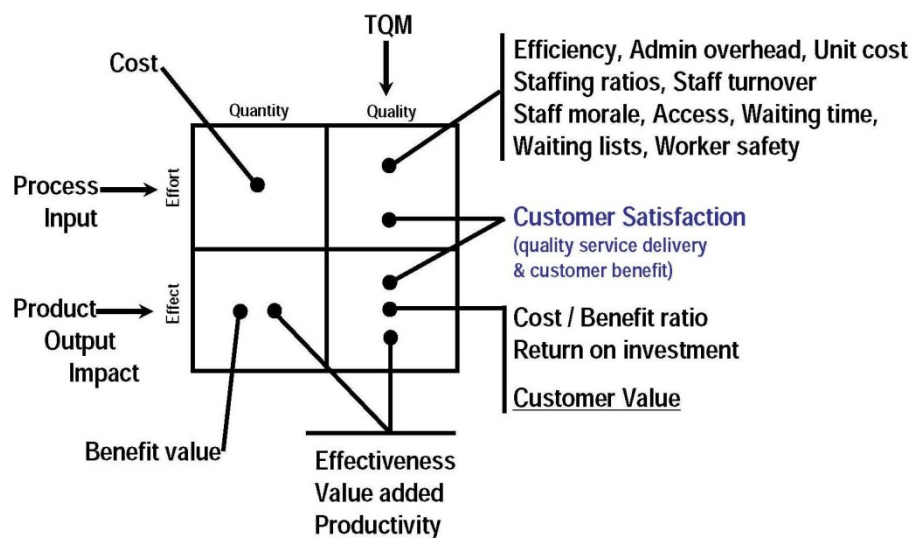 TQM
Cost
Efficiency, Admin overhead, Unit cost
Staffing ratios, Staff turnover
Staff morale, Access, Waiting time,
Waiting lists, Worker safety
Quantity
Quality
Process
Input
Effort
Customer Satisfaction
(quality service delivery
& customer benefit)
Product
Output
Impact
Effect
Cost / Benefit ratio
Return on investment
Customer Value
Benefit value
Effectiveness
Value added
Productivity